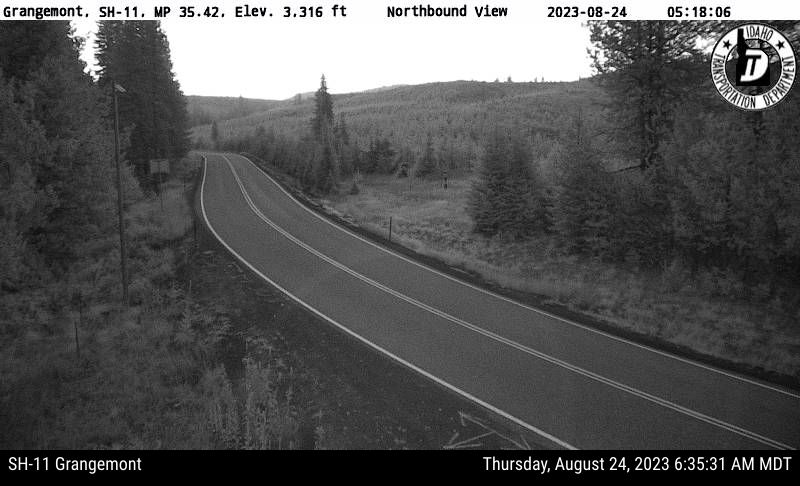 Grangemont, SH-11, MP 35.42, Elev. 3,316 ft Northbound View 2023-08-24 05:18:06
IDAHO
TRANSPORTATION DEPARTMENT
SH-11 Grangemont Thursday, August 24, 2023 6:35:31 AM MDT